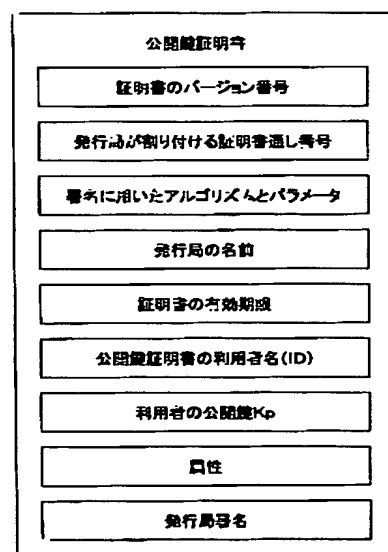 公開鍵証明書
証明書のバージョン番号
発行局が割り付ける証明書通し番号
署名に用いたアルゴリズムとパラメータ
発行局の名前
証明書の有効期限
公開鍵証明書の利用者名(ID)
利用者の公開鍵Kp
属性
発行局署名